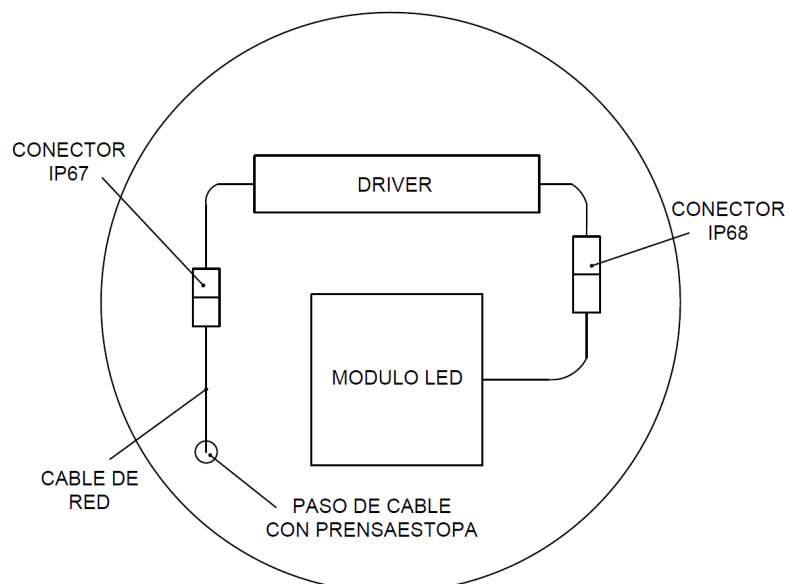 CONECTOR
IP67
DRIVER
CONECTOR
IP68
MODULO LED
CABLE DE
RED
PASO DE CABLE
CON PRENSAESTOPA